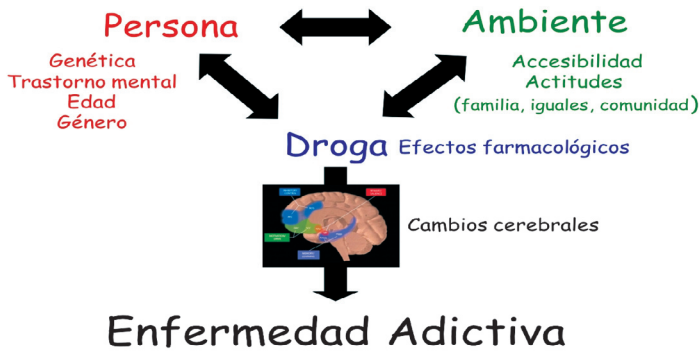 Persona
Ambiente
Genética
Trastorno mental
Edad
Género
Accesibilidad
Actitudes
(familia, iguales, comunidad)
Droga
Efectos farmacológicos
Cambios cerebrales
Enfermedad Adictiva